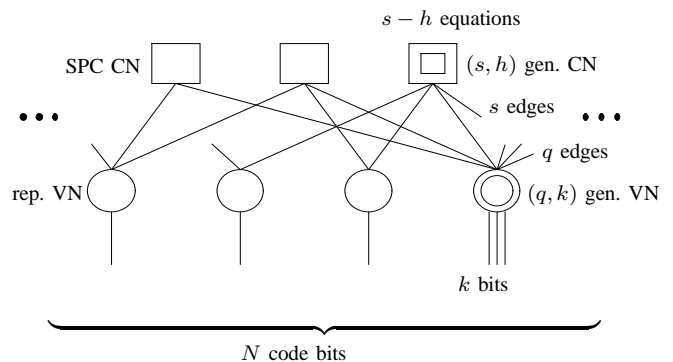 s − h equations
SPC CN
(s, h) gen. CN
s edges
q edges
rep. VN
(q, k) gen. VN
k bits
N code bits